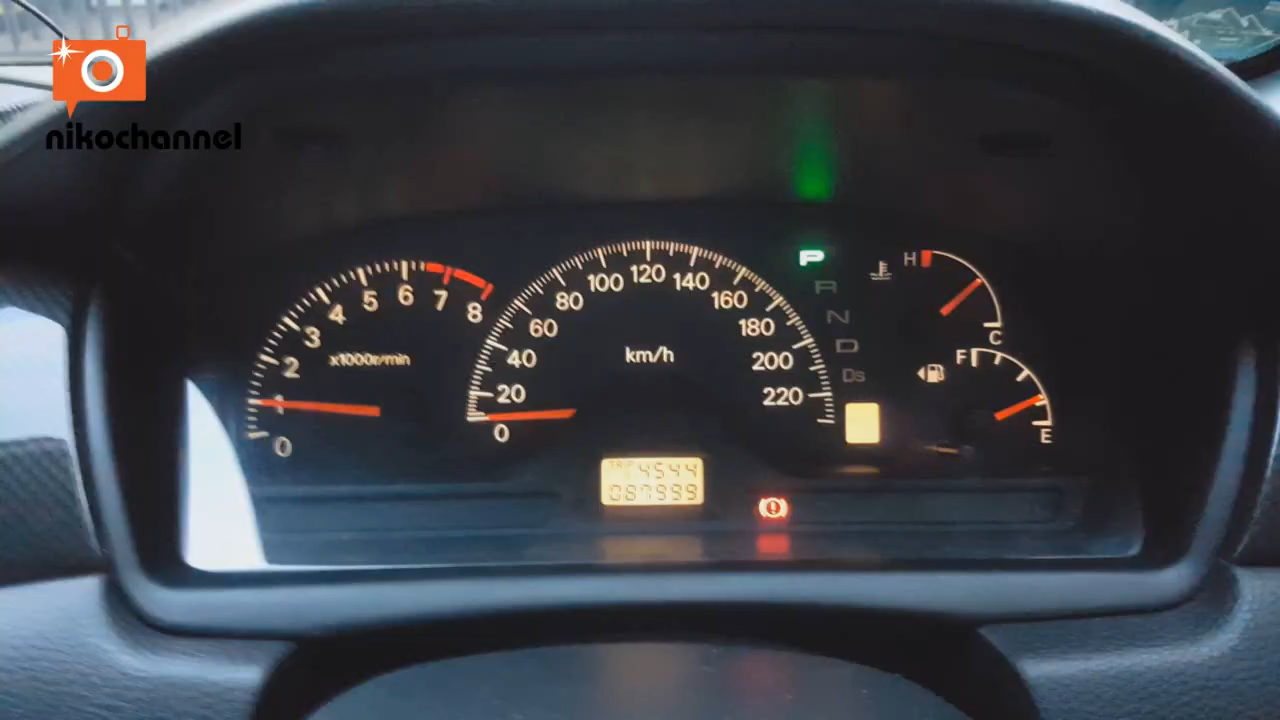 nikochannel
0 1 2 3 4 5 6 7 8
x1000r/min
0 20 40 60 80 100 120 140 160 180 200 220
km/h
P
R
N
D
Ds
H
C
F
E
TRIP 4544
087999